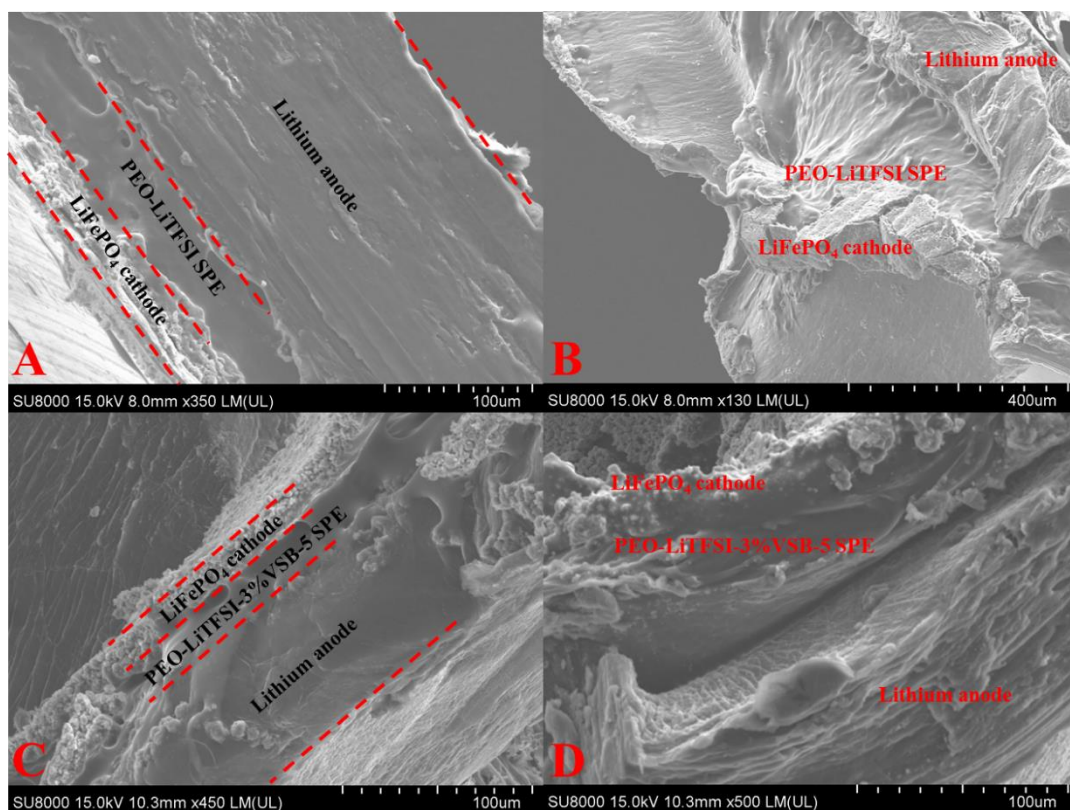 Lithium anode
PEO-LiTFSI SPE
LiFePO4 cathode
A
SU8000 15.0kV 8.0mm x350 LM(UL)
100um
Lithium anode
PEO-LiTFSI SPE
LiFePO4 cathode
B
SU8000 15.0kV 8.0mm x130 LM(UL)
400um
LiFePO4 cathode
PEO-LiTFSI-3%VSB-5 SPE
Lithium anode
C
SU8000 15.0kV 10.3mm x450 LM(UL)
100um
LiFePO4 cathode
PEO-LiTFSI-3%VSB-5 SPE
Lithium anode
D
SU8000 15.0kV 10.3mm x500 LM(UL)
100um